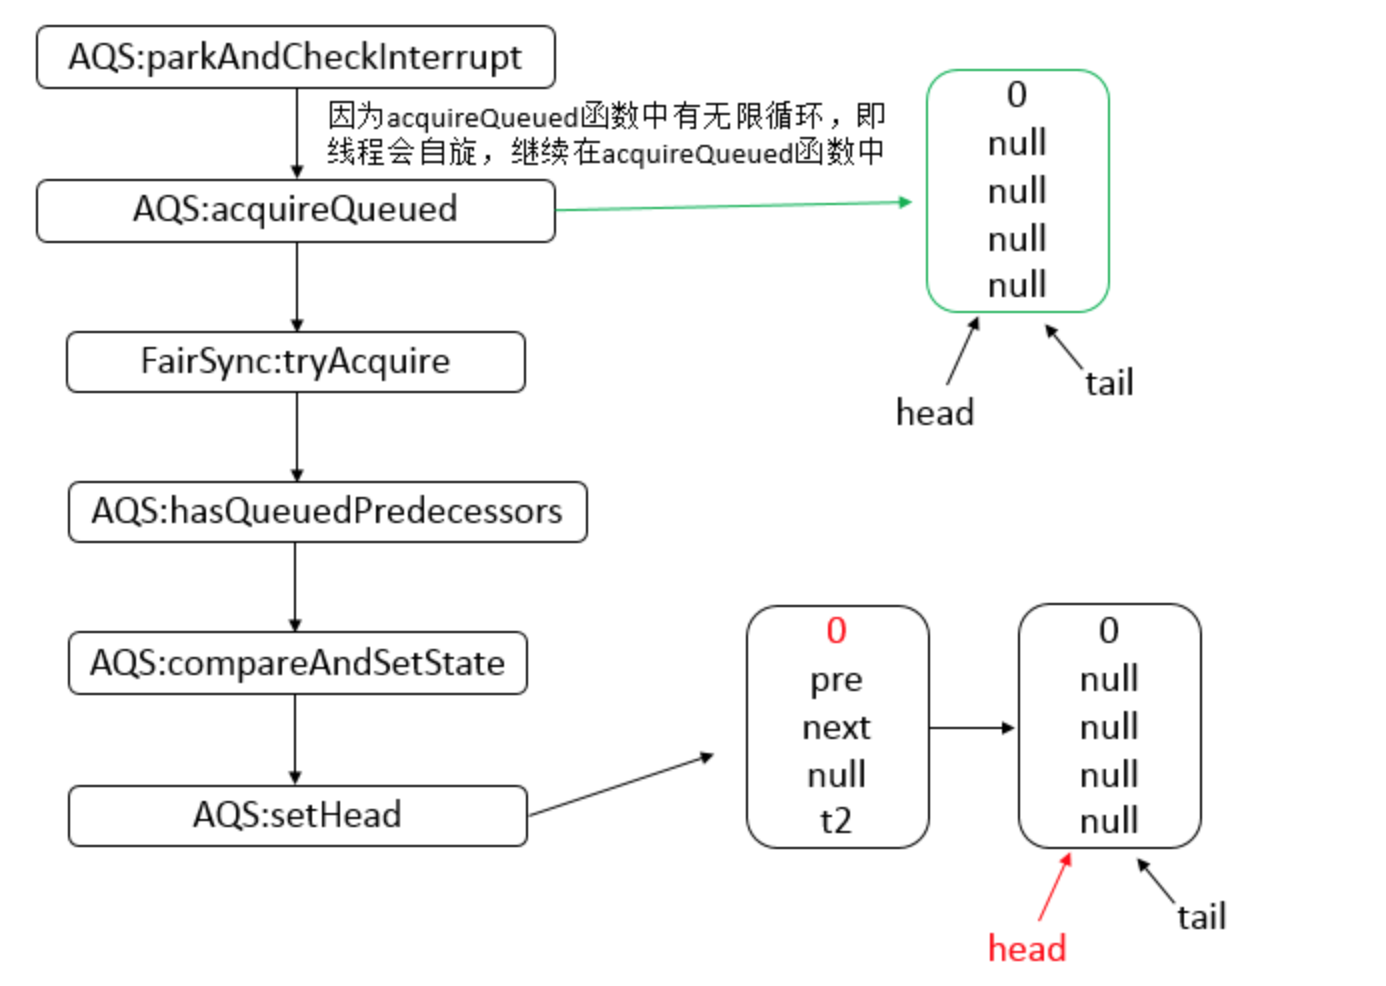 AQS:parkAndCheckInterrupt
因为acquireQueued函数中有无限循环，即
线程会自旋，继续在acquireQueued函数中
AQS:acquireQueued
0
null
null
null
null
head
tail
FairSync:tryAcquire
AQS:hasQueuedPredecessors
AQS:compareAndSetState
AQS:setHead
0
pre
next
null
t2
0
null
null
null
null
head
tail